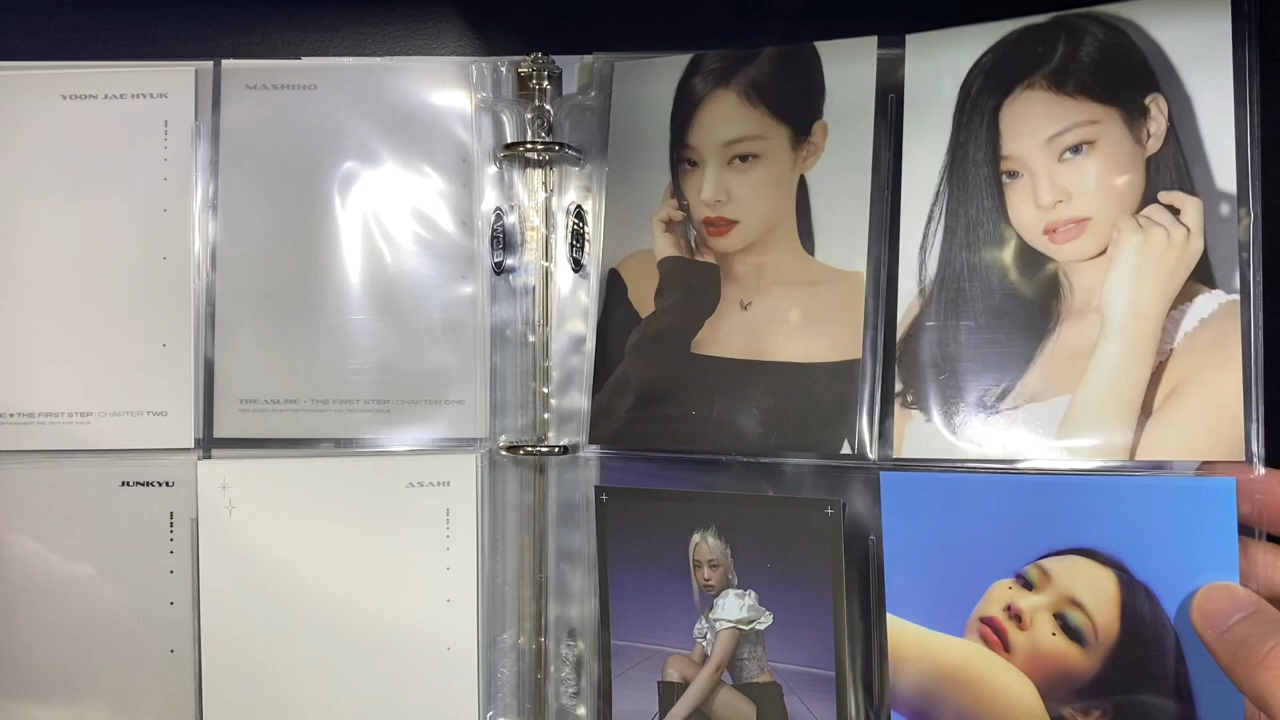 YOON JAE HYUK
E ♥ THE FIRST STEP : CHAPTER TWO
MASHIHO
TREASURE • THE FIRST STEP : CHAPTER ONE
JUNKYU
ASAHI